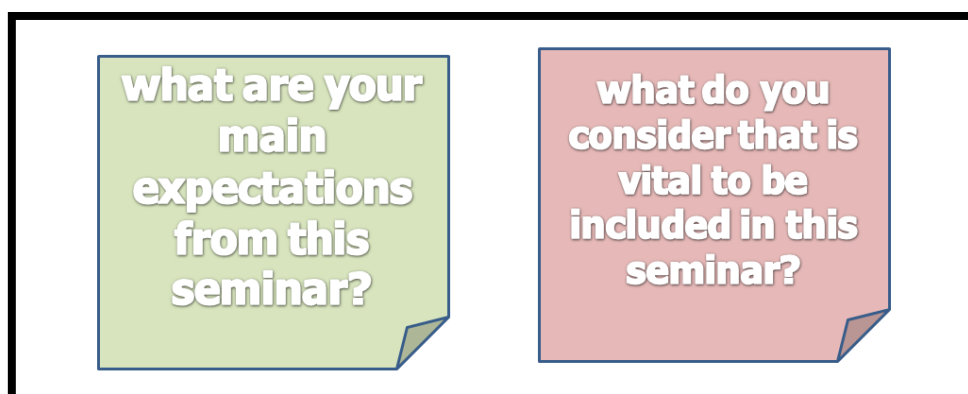 what are your
main
expectations
from this
seminar?
what do you
consider that is
vital to be
included in this
seminar?